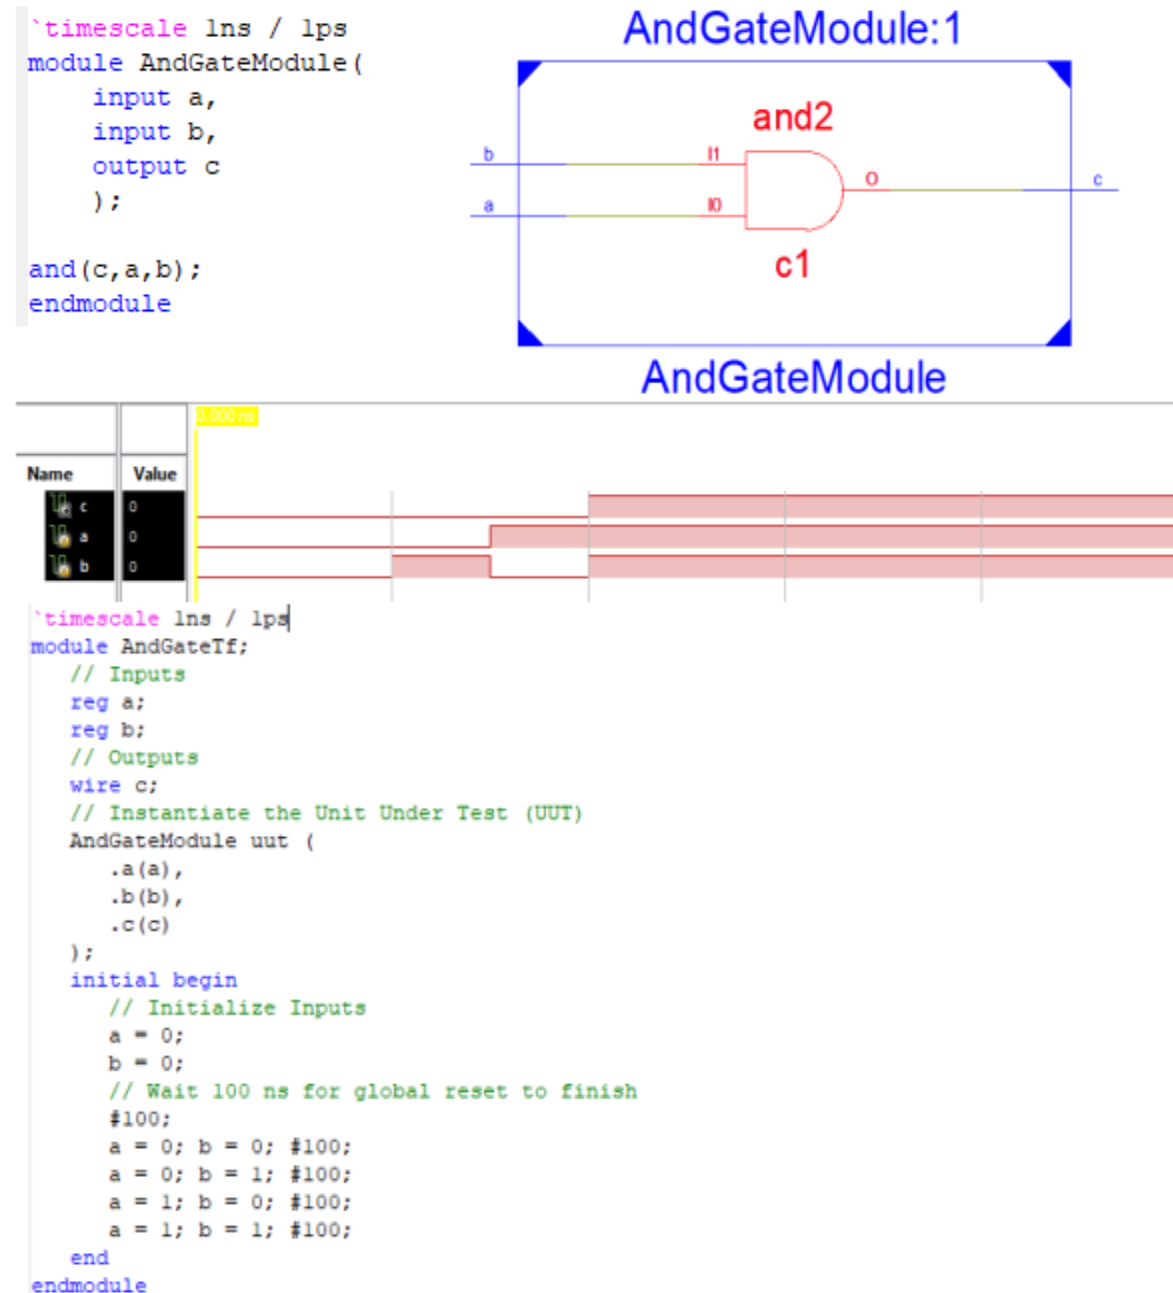 `timescale 1ns / 1ps
module AndGateModule(
input a,
input b,
output c
);
and(c,a,b);
endmodule
AndGateModule:1
and2
b
I1
a
I0
O
c
c1
AndGateModule
0.000 ns
Name Value
c 0
a 0
b 0
`timescale 1ns / 1ps
module AndGateTf;
// Inputs
reg a;
reg b;
// Outputs
wire c;
// Instantiate the Unit Under Test (UUT)
AndGateModule uut (
.a(a),
.b(b),
.c(c)
);
initial begin
// Initialize Inputs
a = 0;
b = 0;
// Wait 100 ns for global reset to finish
#100;
a = 0; b = 0; #100;
a = 0; b = 1; #100;
a = 1; b = 0; #100;
a = 1; b = 1; #100;
end
endmodule